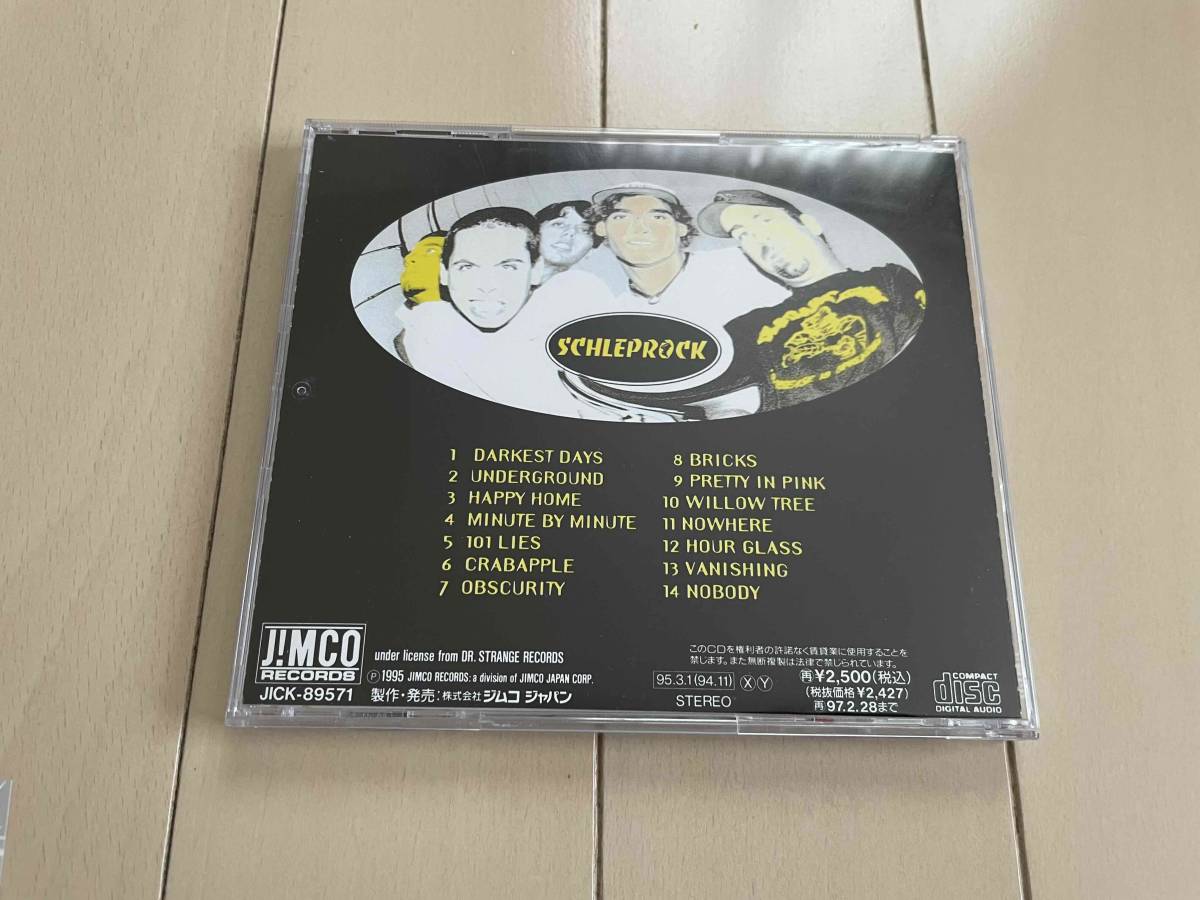 SCHLEPROCK
1 DARKEST DAYS
2 UNDERGROUND
3 HAPPY HOME
4 MINUTE BY MINUTE
5 101 LIES
6 CRABAPPLE
7 OBSCURITY
8 BRICKS
9 PRETTY IN PINK
10 WILLOW TREE
11 NOWHERE
12 HOUR GLASS
13 VANISHING
14 NOBODY
J!MCO
RECORDS
JICK-89571
under license from DR. STRANGE RECORDS
Ⓟ 1995 JIMCO RECORDS: a division of JIMCO JAPAN CORP.
製作・発売:株式会社 ジムコ ジャパン
このCDを権利者の許諾なく賃貸業に使用することを
禁じます。また無断複製は法律で禁じられています。
95.3.1(94.11) Ⓧ Ⓨ
STEREO
再¥2,500(税込)
(税抜価格¥2,427)
再97.2.28まで
COMPACT
disc
DIGITAL AUDIO